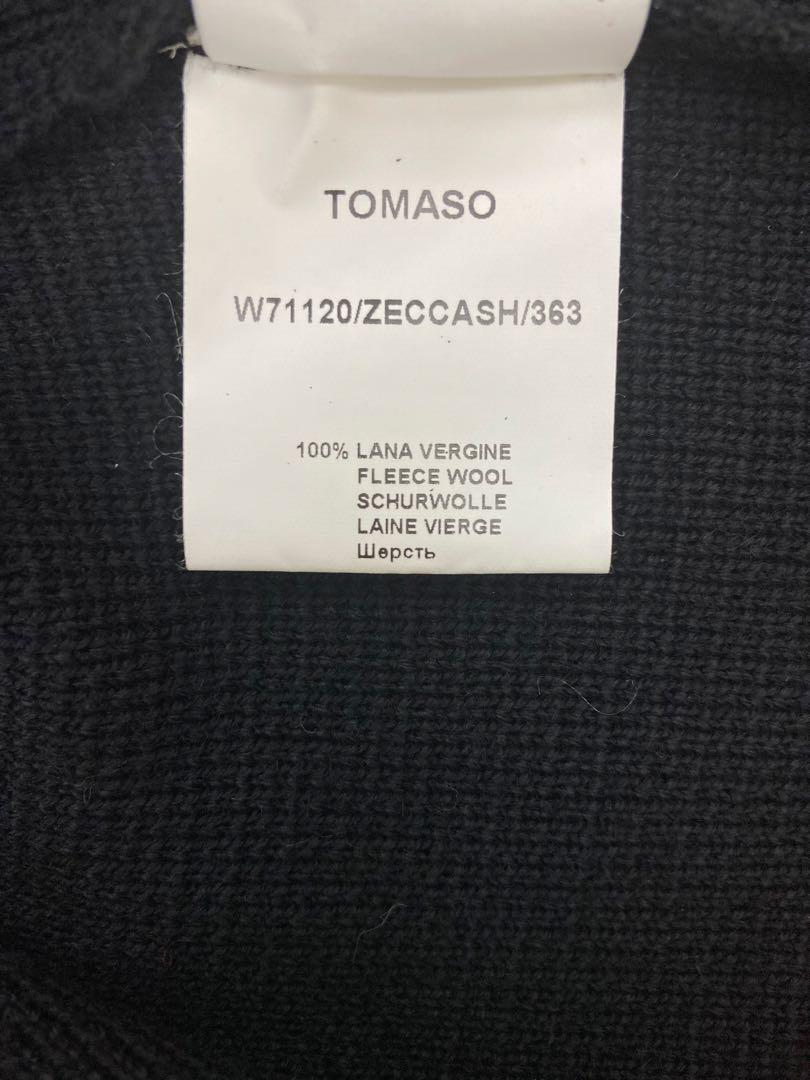 TOMASO
W71120/ZECCASH/363
100% LANA VERGINE
FLEECE WOOL
SCHURWOLLE
LAINE VIERGE
Шерсть